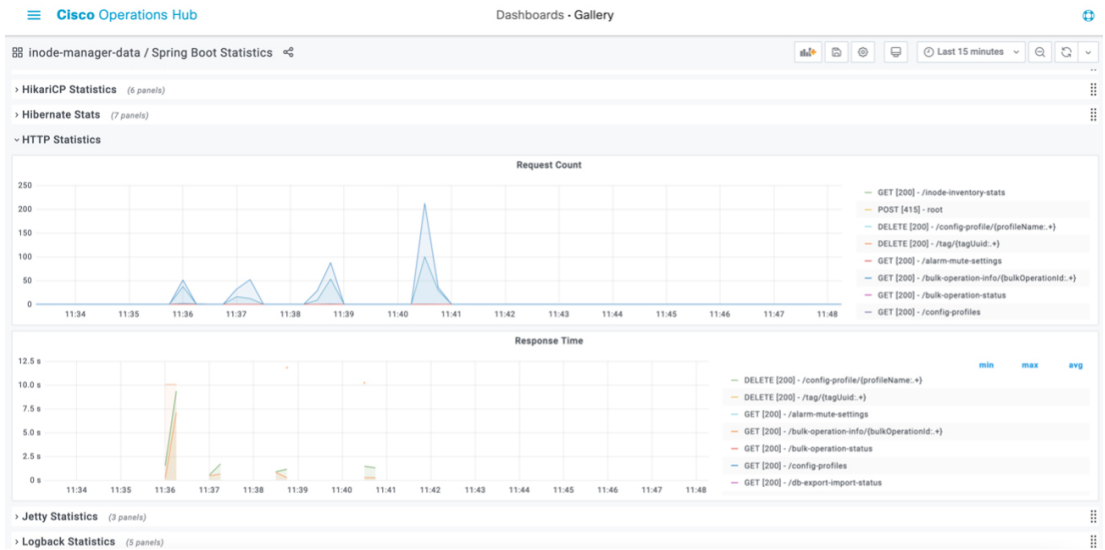 Cisco Operations Hub
Dashboards · Gallery
inode-manager-data / Spring Boot Statistics
Last 15 minutes
HikariCP Statistics (6 panels)
Hibernate Stats (7 panels)
HTTP Statistics
Request Count
250
200
150
100
50
0
11:34 11:35 11:36 11:37 11:38 11:39 11:40 11:41 11:42 11:43 11:44 11:45 11:46 11:47 11:48
GET [200] - /inode-inventory-stats
POST [415] - root
DELETE [200] - /config-profile/{profileName:.+}
DELETE [200] - /tag/{tagUuid:.+}
GET [200] - /alarm-mute-settings
GET [200] - /bulk-operation-info/{bulkOperationId:.+}
GET [200] - /bulk-operation-status
GET [200] - /config-profiles
Response Time
12.5 s
10.0 s
7.5 s
5.0 s
2.5 s
0 s
11:34 11:35 11:36 11:37 11:38 11:39 11:40 11:41 11:42 11:43 11:44 11:45 11:46 11:47 11:48
min max avg
DELETE [200] - /config-profile/{profileName:.+}
DELETE [200] - /tag/{tagUuid:.+}
GET [200] - /alarm-mute-settings
GET [200] - /bulk-operation-info/{bulkOperationId:.+}
GET [200] - /bulk-operation-status
GET [200] - /config-profiles
GET [200] - /db-export-import-status
Jetty Statistics (3 panels)
Logback Statistics (5 panels)